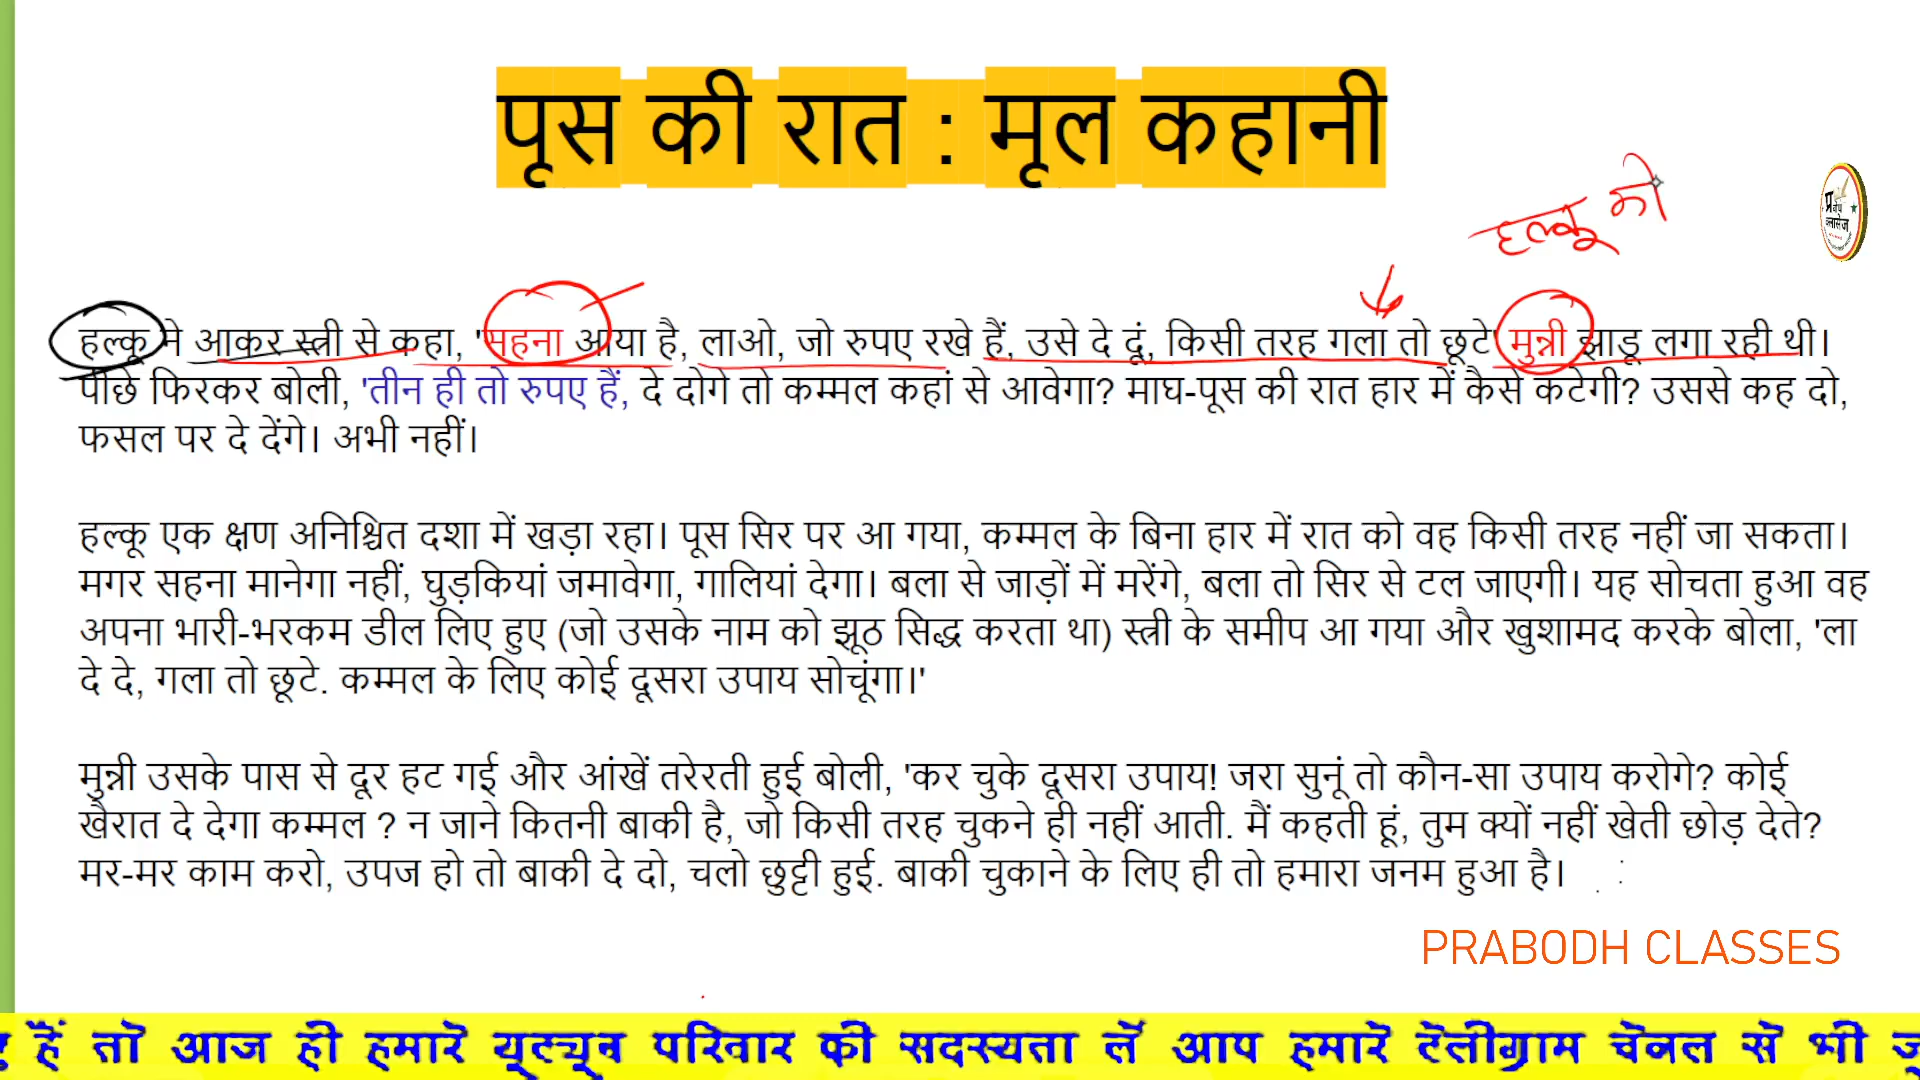 पूस की रात : मूल कहानी
हल्कू को
हल्कू ने आकर स्त्री से कहा, 'सहना आया है, लाओ, जो रुपए रखे हैं, उसे दे दूं, किसी तरह गला तो छूटे' मुन्नी झाडू लगा रही थी।
पीछे फिरकर बोली, 'तीन ही तो रुपए हैं, दे दोगे तो कम्मल कहां से आवेगा? माघ-पूस की रात हार में कैसे कटेगी? उससे कह दो,
फसल पर दे देंगे। अभी नहीं।
हल्कू एक क्षण अनिश्चित दशा में खड़ा रहा। पूस सिर पर आ गया, कम्मल के बिना हार में रात को वह किसी तरह नहीं जा सकता।
मगर सहना मानेगा नहीं, घुड़कियां जमावेगा, गालियां देगा। बला से जाड़ों में मरेंगे, बला तो सिर से टल जाएगी। यह सोचता हुआ वह
अपना भारी-भरकम डील लिए हुए (जो उसके नाम को झूठ सिद्ध करता था) स्त्री के समीप आ गया और खुशामद करके बोला, 'ला
दे दे, गला तो छूटे. कम्मल के लिए कोई दूसरा उपाय सोचूंगा।'
मुन्नी उसके पास से दूर हट गई और आंखें तरेरती हुई बोली, 'कर चुके दूसरा उपाय! जरा सुनूं तो कौन-सा उपाय करोगे? कोई
खैरात दे देगा कम्मल ? न जाने कितनी बाकी है, जो किसी तरह चुकने ही नहीं आती. मैं कहती हूं, तुम क्यों नहीं खेती छोड़ देते?
मर-मर काम करो, उपज हो तो बाकी दे दो, चलो छुट्टी हुई. बाकी चुकाने के लिए ही तो हमारा जनम हुआ है।
PRABODH CLASSES
हैं तो आज ही हमारे यूट्यूब परिवार की सदस्यता लें आप हमारे टेलीग्राम चैनल से भी